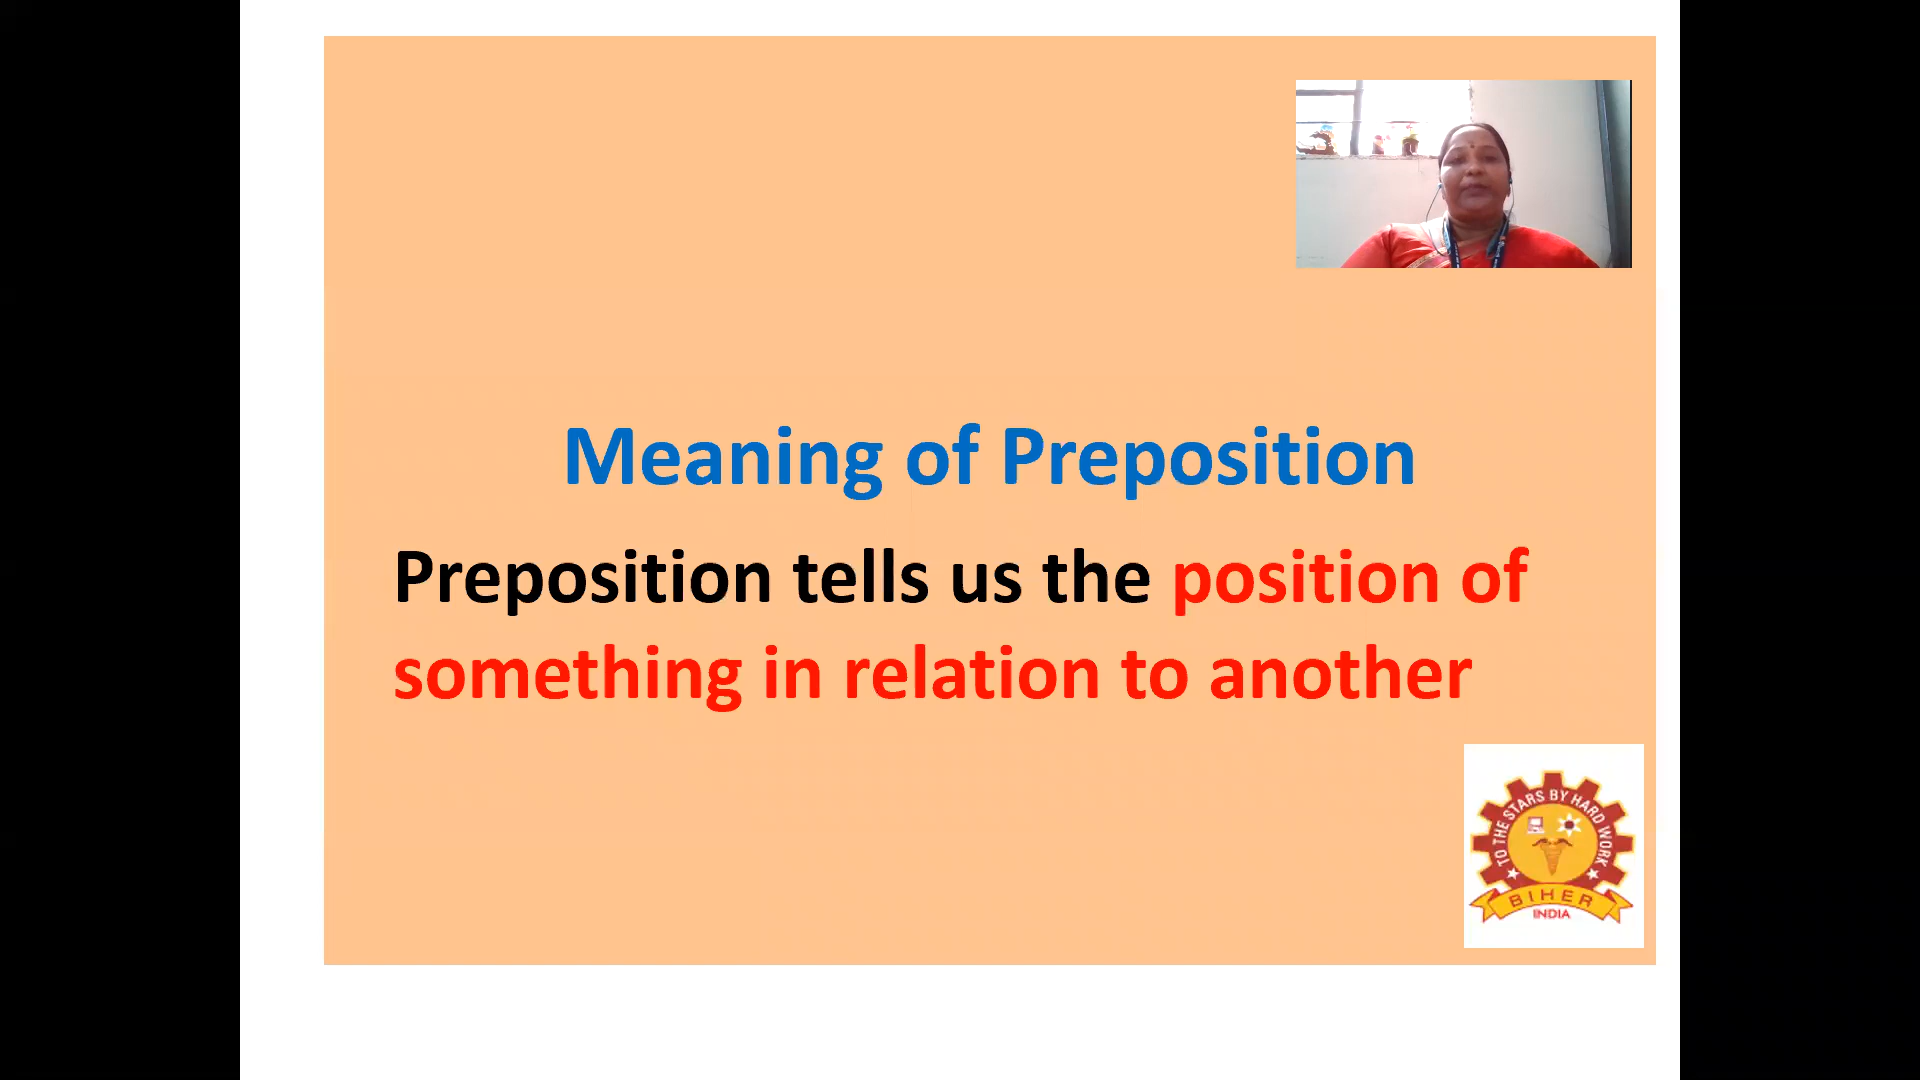 Meaning of Preposition
Preposition tells us the position of
something in relation to another
TO THE STARS BY HARD WORK
BIHER
INDIA